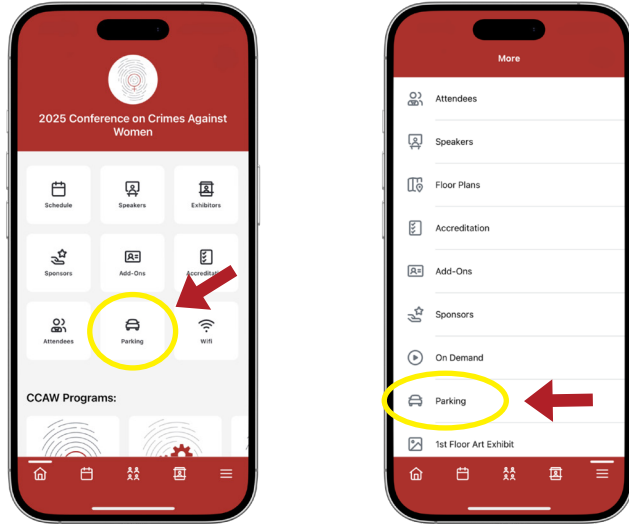 2025 Conference on Crimes Against
Women
Schedule
Speakers
Exhibitors
Sponsors
Add-Ons
Accreditation
Attendees
Parking
Wifi
CCAW Programs:
More
Attendees
Speakers
Floor Plans
Accreditation
Add-Ons
Sponsors
On Demand
Parking
1st Floor Art Exhibit